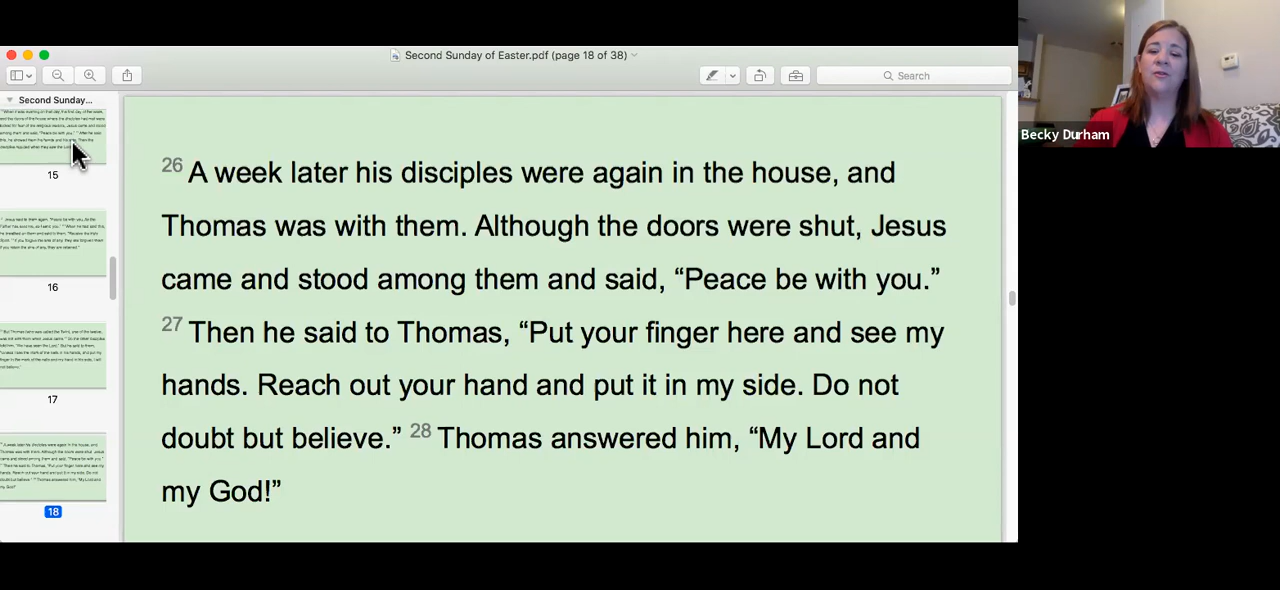 Second Sunday of Easter.pdf (page 18 of 38)
Search
Second Sunday...
15
16
17
18
26 A week later his disciples were again in the house, and
Thomas was with them. Although the doors were shut, Jesus
came and stood among them and said, “Peace be with you.”
27 Then he said to Thomas, “Put your finger here and see my
hands. Reach out your hand and put it in my side. Do not
doubt but believe.” 28 Thomas answered him, “My Lord and
my God!”
Becky Durham